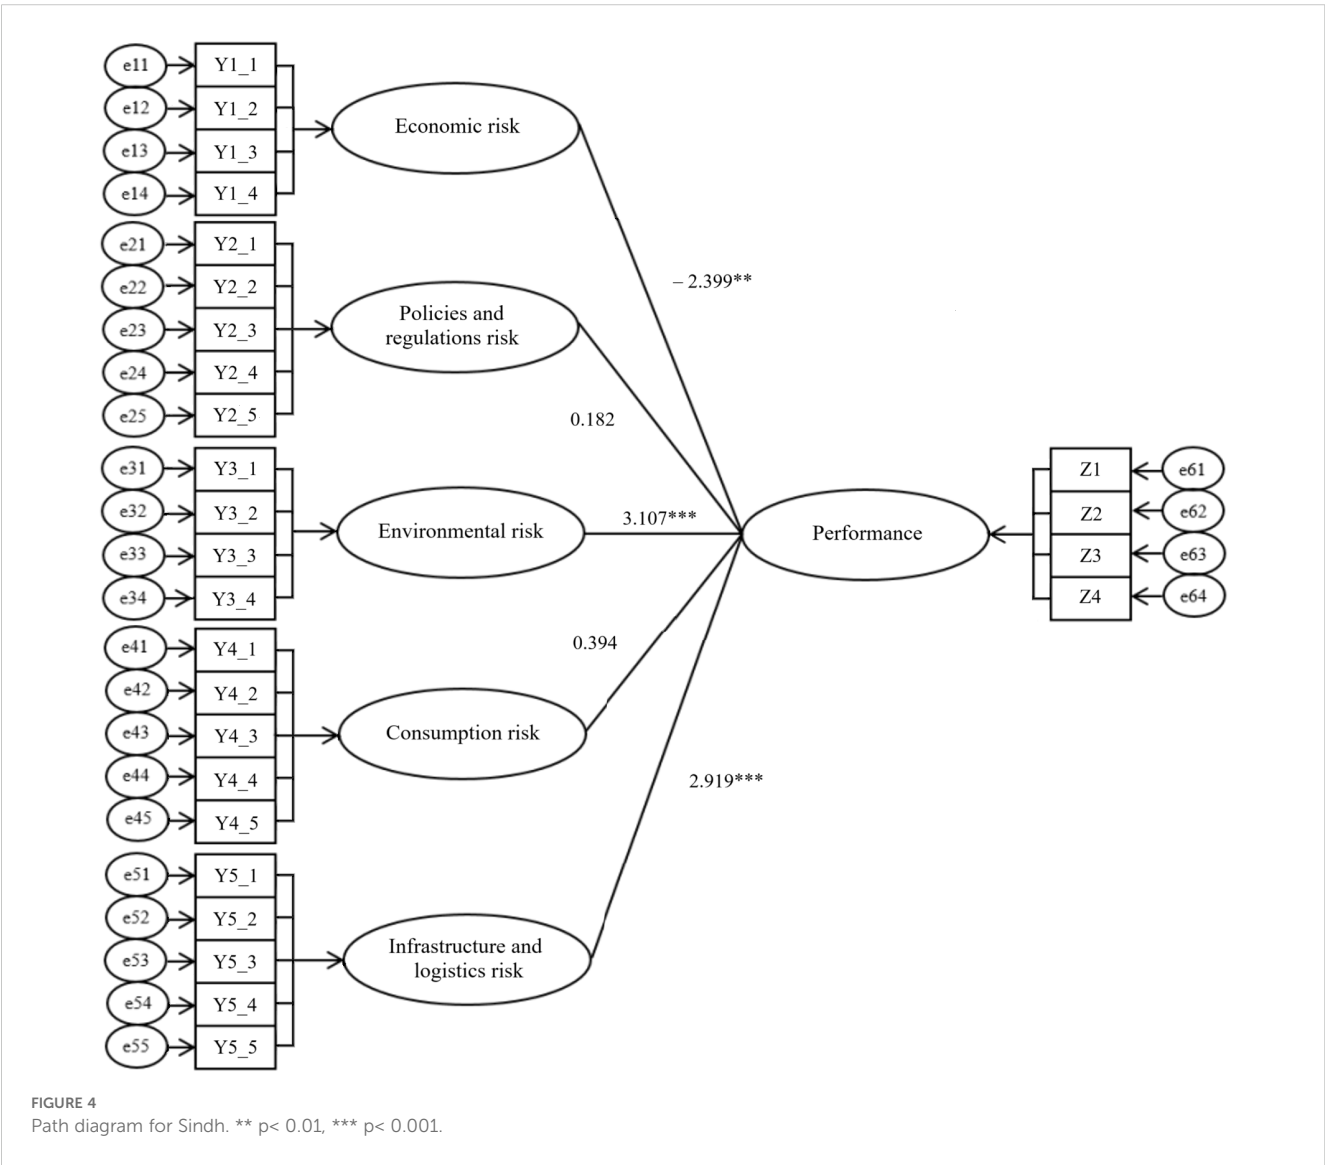 e11 Y1_1
e12 Y1_2
e13 Y1_3
e14 Y1_4
Economic risk
e21 Y2_1
e22 Y2_2
e23 Y2_3
e24 Y2_4
e25 Y2_5
Policies and
regulations risk
e31 Y3_1
e32 Y3_2
e33 Y3_3
e34 Y3_4
Environmental risk
e41 Y4_1
e42 Y4_2
e43 Y4_3
e44 Y4_4
e45 Y4_5
Consumption risk
e51 Y5_1
e52 Y5_2
e53 Y5_3
e54 Y5_4
e55 Y5_5
Infrastructure and
logistics risk
– 2.399**
0.182
3.107***
0.394
2.919***
Performance
Z1 e61
Z2 e62
Z3 e63
Z4 e64
FIGURE 4
Path diagram for Sindh. ** p< 0.01, *** p< 0.001.